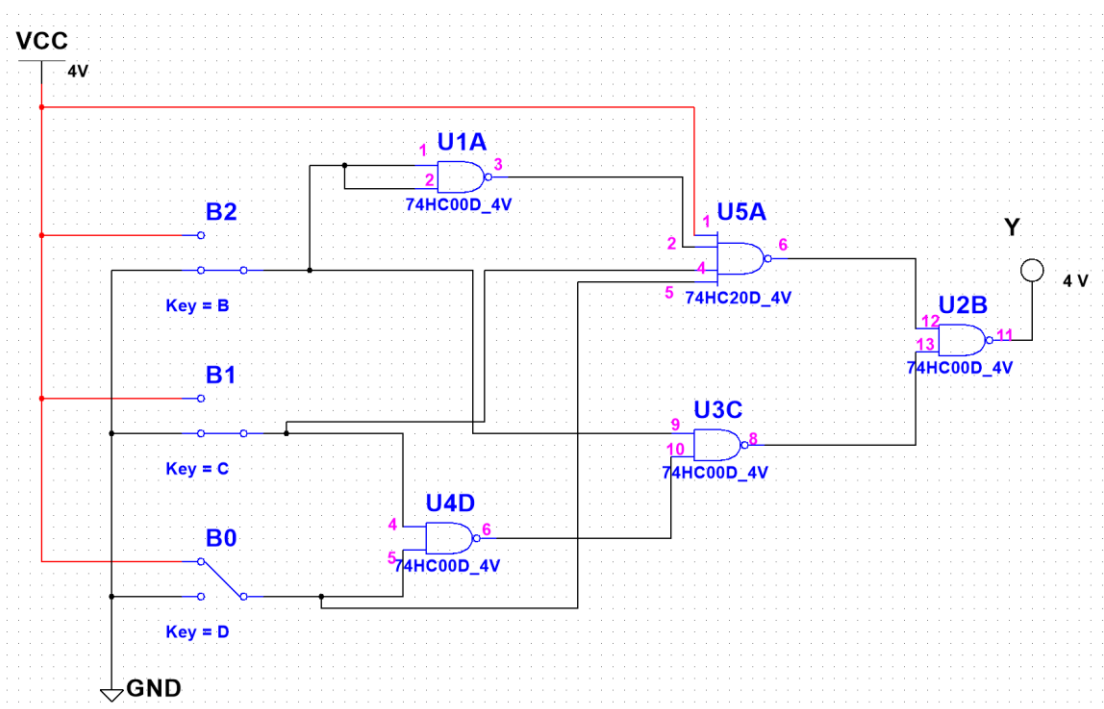 VCC
4V
U1A
1
3
2
74HC00D_4V
B2
Key = B
U5A
1
2
6
4
5
74HC20D_4V
Y
4 V
U2B
12
11
13
74HC00D_4V
B1
Key = C
U3C
9
8
10
74HC00D_4V
U4D
4
6
5
74HC00D_4V
B0
Key = D
GND